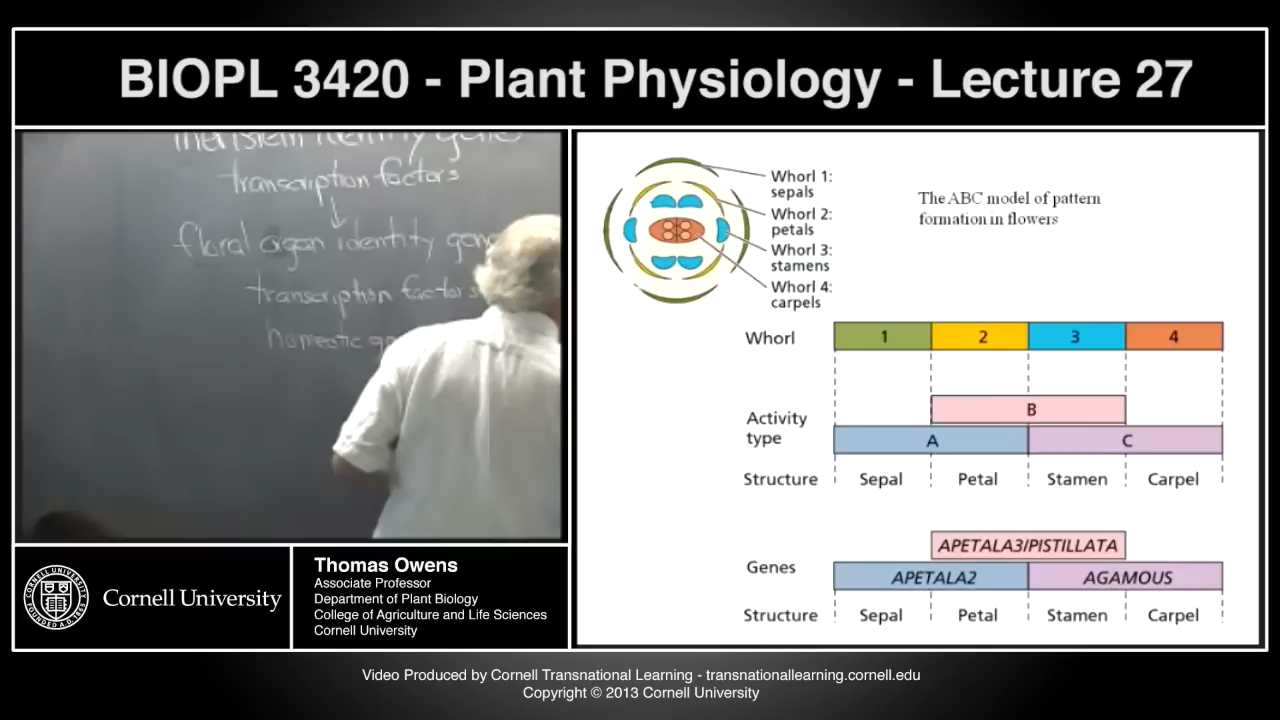 BIOPL 3420 - Plant Physiology - Lecture 27
meristem identity gene
transcription factors
↓
floral organ identity gen
transcription factors
homeotic ge
Cornell University
Thomas Owens
Associate Professor
Department of Plant Biology
College of Agriculture and Life Sciences
Cornell University
Whorl 1:
sepals
Whorl 2:
petals
Whorl 3:
stamens
Whorl 4:
carpels
The ABC model of pattern
formation in flowers
Whorl 1 2 3 4
B
Activity
type
A C
Structure Sepal Petal Stamen Carpel
APETALA3/PISTILLATA
Genes
APETALA2 AGAMOUS
Structure Sepal Petal Stamen Carpel
Video Produced by Cornell Transnational Learning - transnationallearning.cornell.edu
Copyright © 2013 Cornell University